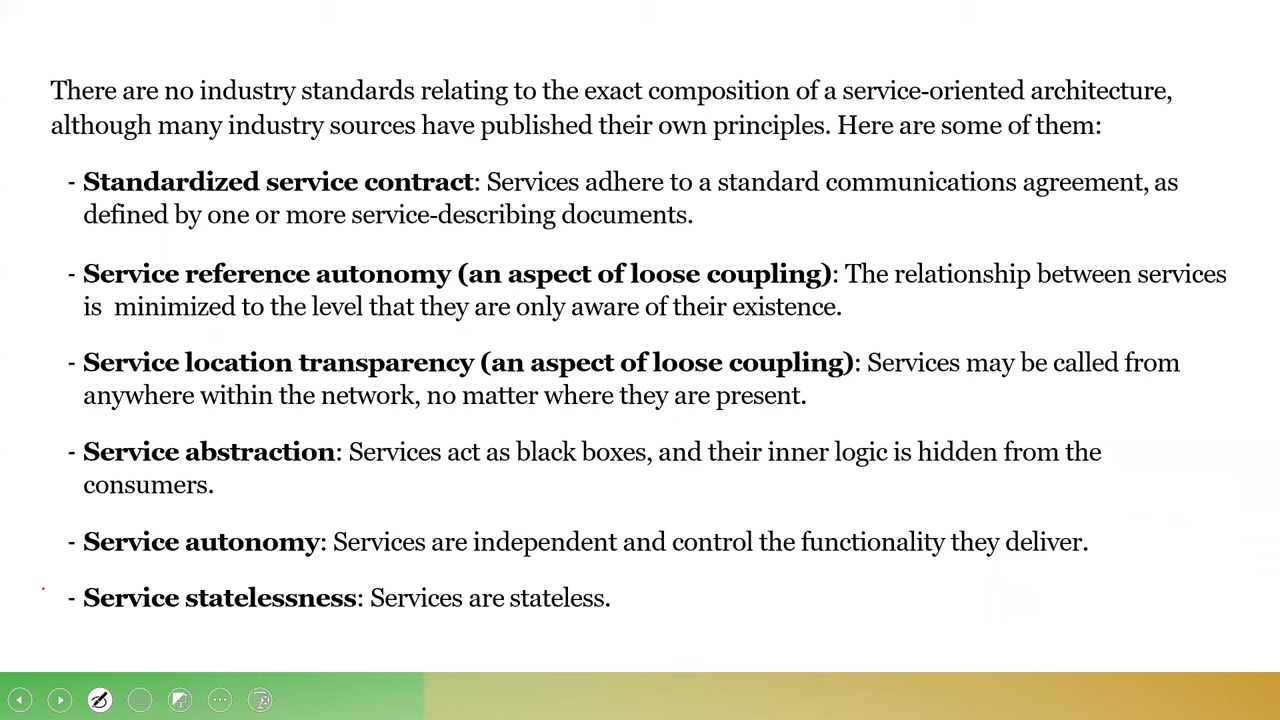 There are no industry standards relating to the exact composition of a service-oriented architecture,
although many industry sources have published their own principles. Here are some of them:
- Standardized service contract: Services adhere to a standard communications agreement, as
defined by one or more service-describing documents.
- Service reference autonomy (an aspect of loose coupling): The relationship between services
is  minimized to the level that they are only aware of their existence.
- Service location transparency (an aspect of loose coupling): Services may be called from
anywhere within the network, no matter where they are present.
- Service abstraction: Services act as black boxes, and their inner logic is hidden from the
consumers.
- Service autonomy: Services are independent and control the functionality they deliver.
- Service statelessness: Services are stateless.